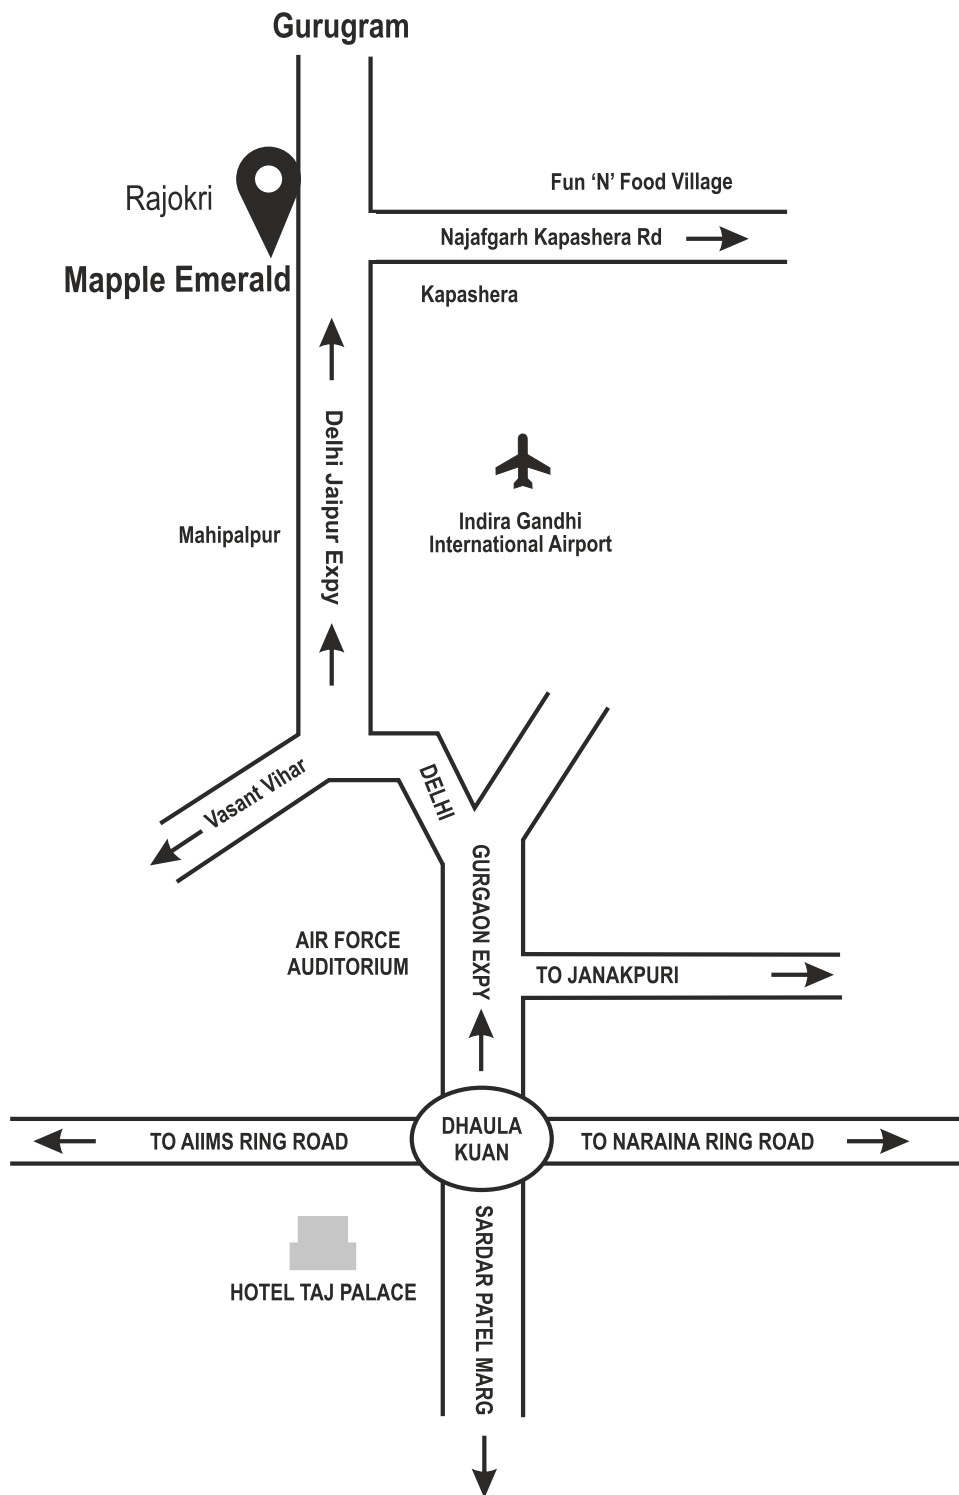 Gurugram
Fun ‘N’ Food Village
Rajokri
Najafgarh Kapashera Rd
Mapple Emerald
Kapashera
Delhi Jaipur Expy
Indira Gandhi
International Airport
Mahipalpur
Vasant Vihar
DELHI
GURGAON EXPY
AIR FORCE
AUDITORIUM
TO JANAKPURI
TO AIIMS RING ROAD
DHAULA
KUAN
TO NARAINA RING ROAD
SARDAR PATEL MARG
HOTEL TAJ PALACE